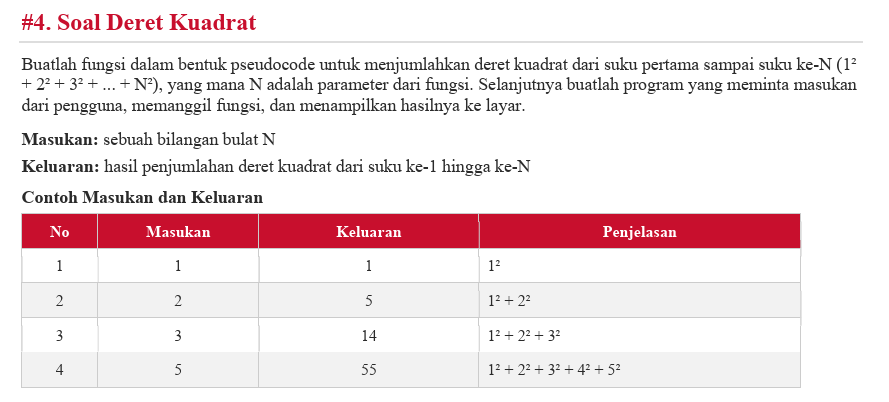 #4. Soal Deret Kuadrat
Buatlah fungsi dalam bentuk pseudocode untuk menjumlahkan deret kuadrat dari suku pertama sampai suku ke-N (1²
+ 2² + 3² + ... + N²), yang mana N adalah parameter dari fungsi. Selanjutnya buatlah program yang meminta masukan
dari pengguna, memanggil fungsi, dan menampilkan hasilnya ke layar.
Masukan: sebuah bilangan bulat N
Keluaran: hasil penjumlahan deret kuadrat dari suku ke-1 hingga ke-N
Contoh Masukan dan Keluaran
No Masukan Keluaran Penjelasan
1 1 1 1²
2 2 5 1² + 2²
3 3 14 1² + 2² + 3²
4 5 55 1² + 2² + 3² + 4² + 5²